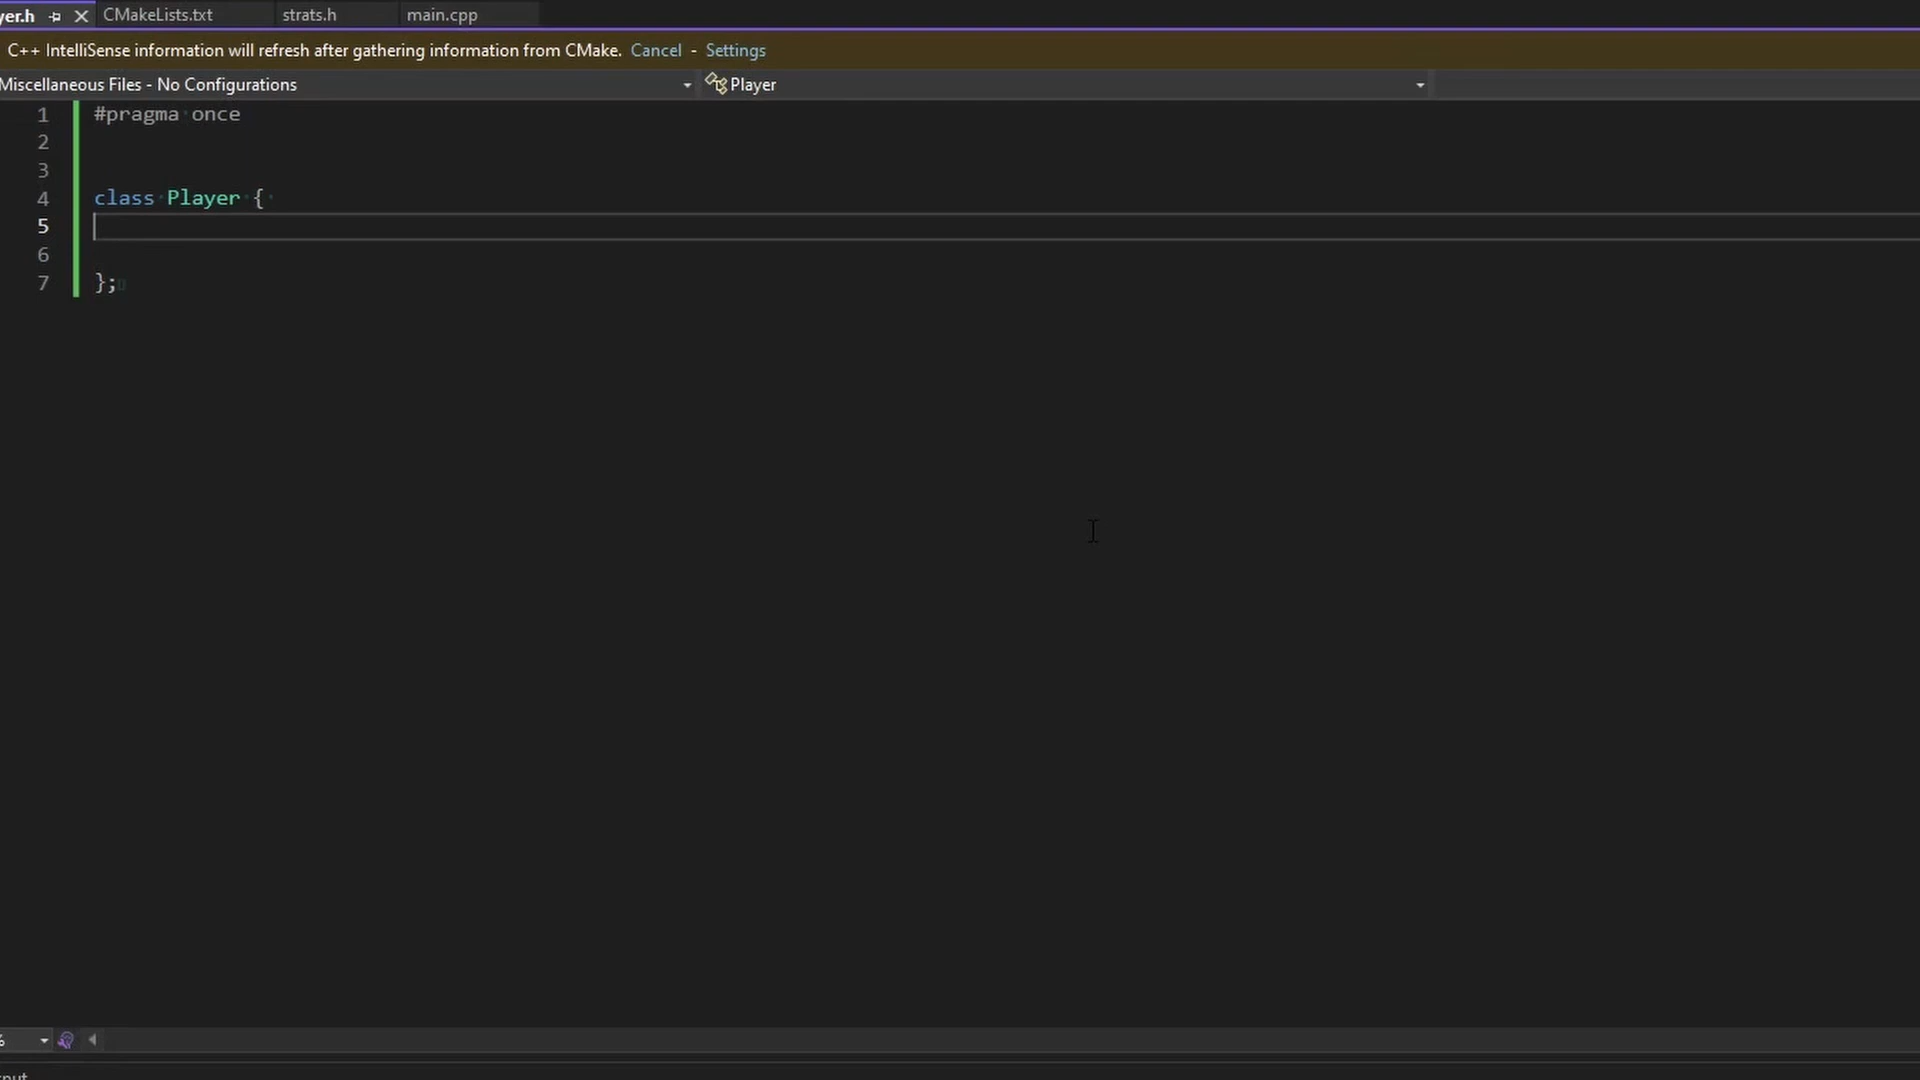 yer.h CMakeLists.txt strats.h main.cpp
C++ IntelliSense information will refresh after gathering information from CMake. Cancel - Settings
Miscellaneous Files - No Configurations Player
1 #pragma once
2
3
4 class Player {
5
6
7 };
%